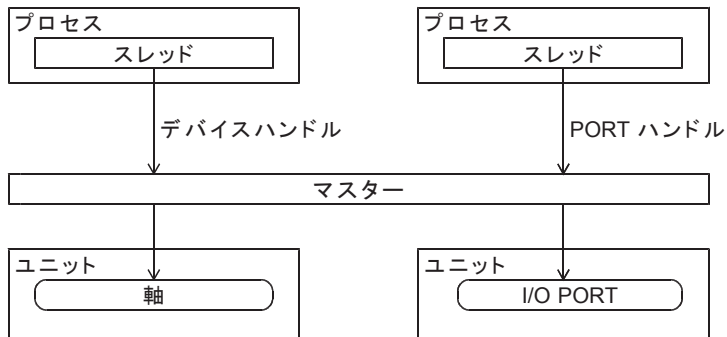 プロセス
スレッド
プロセス
スレッド
デバイスハンドル
PORT ハンドル
マスター
ユニット
軸
ユニット
I/O PORT